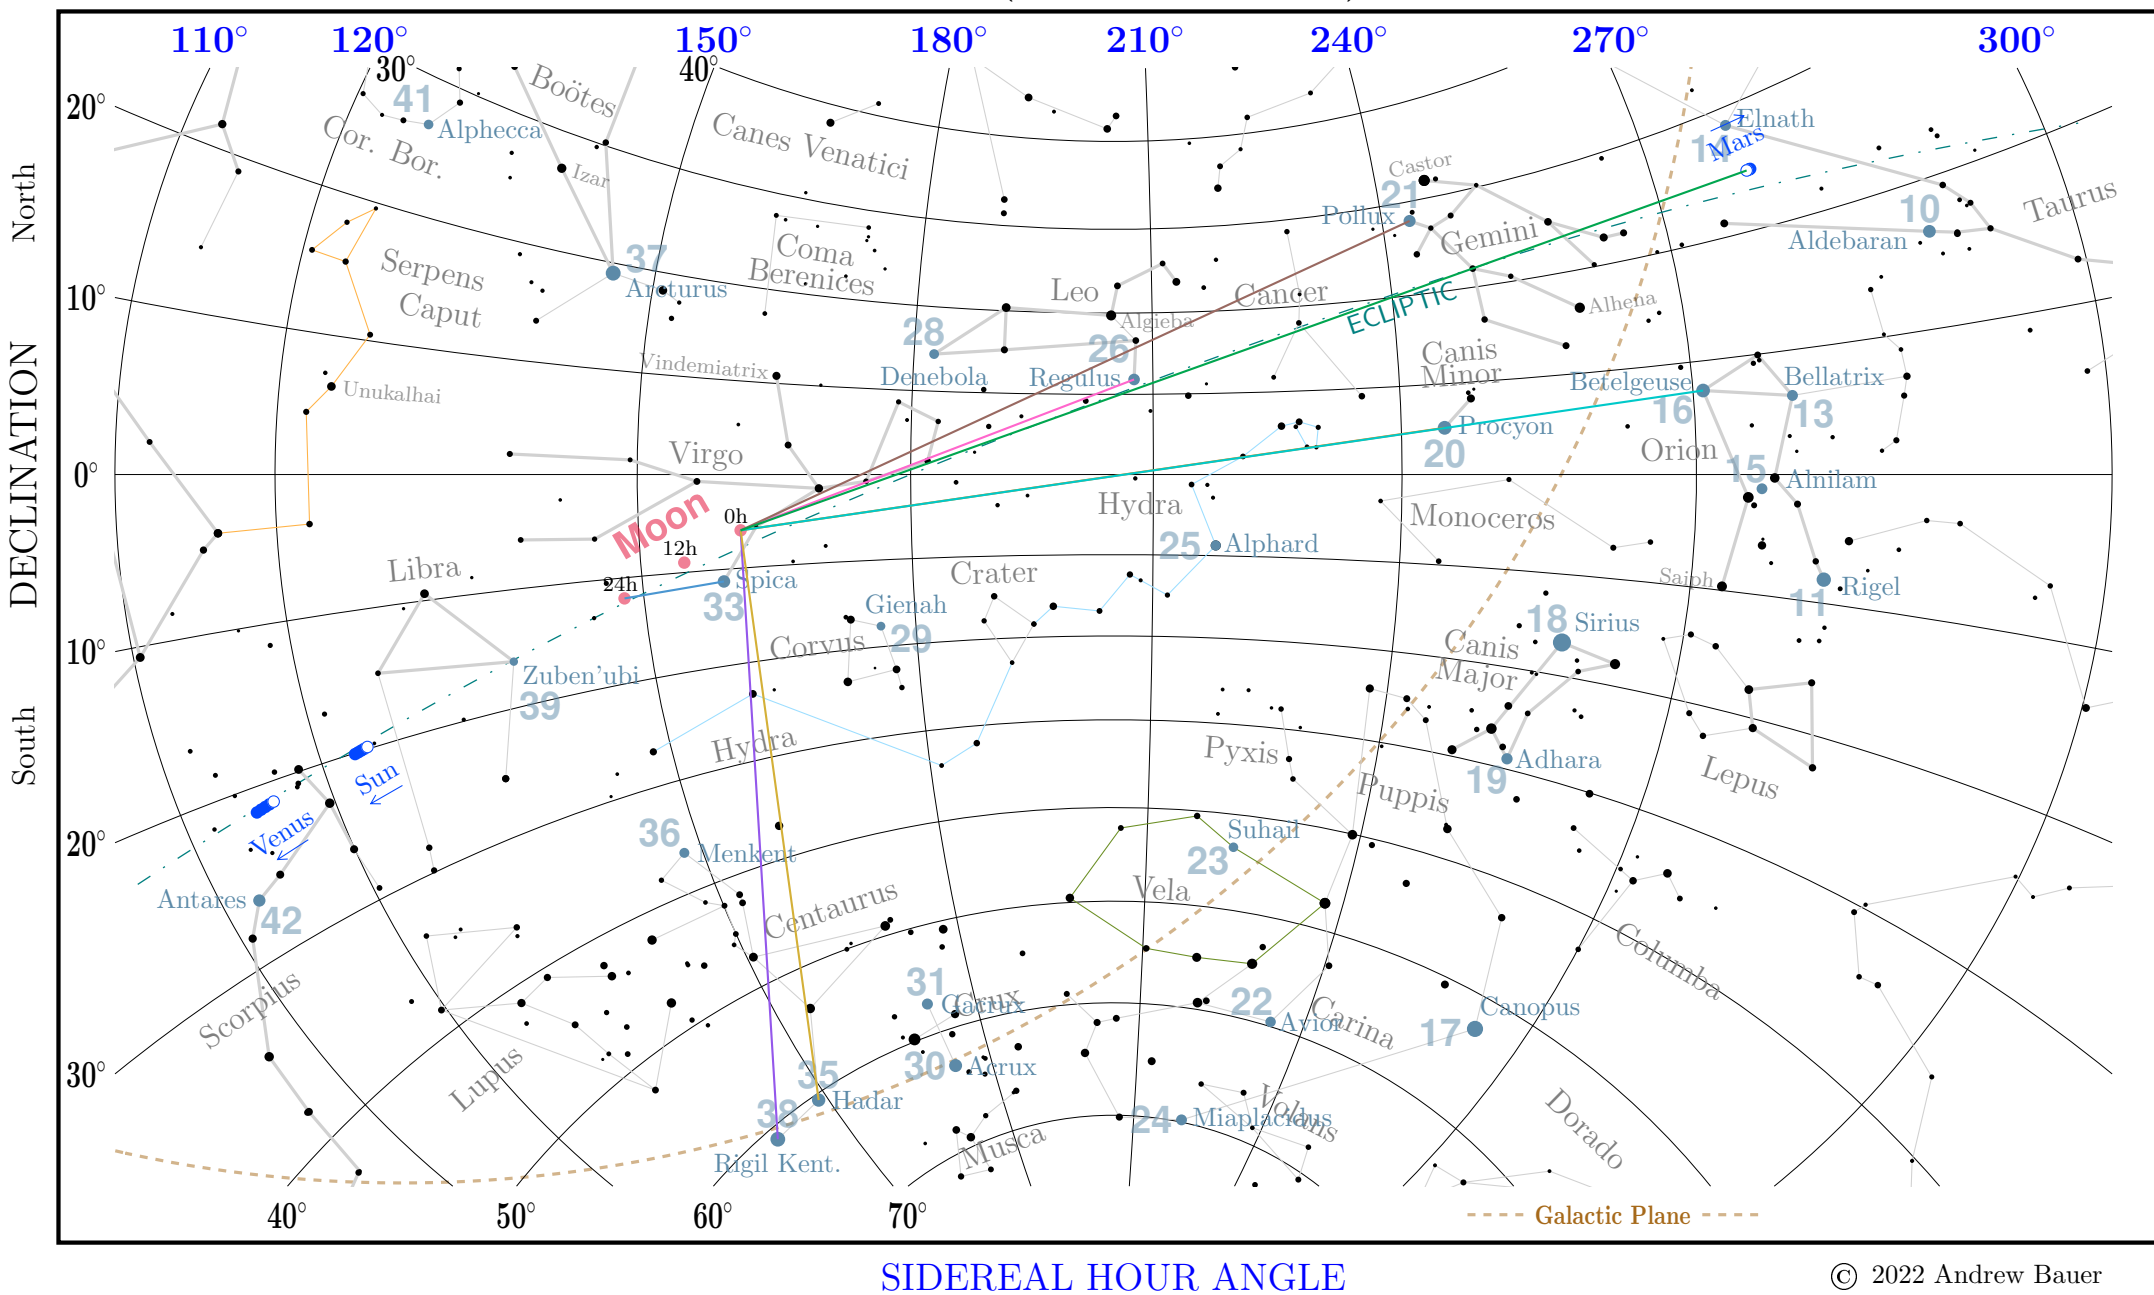 110° 120° 150° 180° 210° 240° 270° 300°
30° 40°
20°
10°
0°
10°
20°
30°
40° 50° 60° 70°
North
DECLINATION
South
41
Alphecca
Boötes
Izar
Cor. Bor.
Canes Venatici
Castor
21
Pollux
Gemini
Elnath
Mars
10
Aldebaran
Taurus
Serpens
Caput
37
Arcturus
Coma
Berenices
Leo
Algieba
Cancer
ECLIPTIC
Alhena
Unukalhai
Vindemiatrix
28
Denebola
26
Regulus
Canis
Minor
Betelgeuse
16
Bellatrix
13
20
Procyon
Orion
15
Alnilam
Virgo
Moon
0h
12h
24h
Hydra
Monoceros
25
Alphard
Libra
Spica
33
Crater
Gienah
29
Corvus
Saiph
11
Rigel
18
Sirius
Canis
Major
Zuben'ubi
39
Hydra
Pyxis
Puppis
19
Adhara
Lepus
Sun
Venus
Antares
42
36
Menkent
Centaurus
Suhail
23
Vela
Columba
Scorpius
Lupus
31
Gacrux
Crux
30
Acrux
22
Avior
Carina
17
Canopus
35
Hadar
38
Rigil Kent.
Musca
24
Miaplacidus
Volans
Dorado
Galactic Plane
SIDEREAL HOUR ANGLE
© 2022 Andrew Bauer